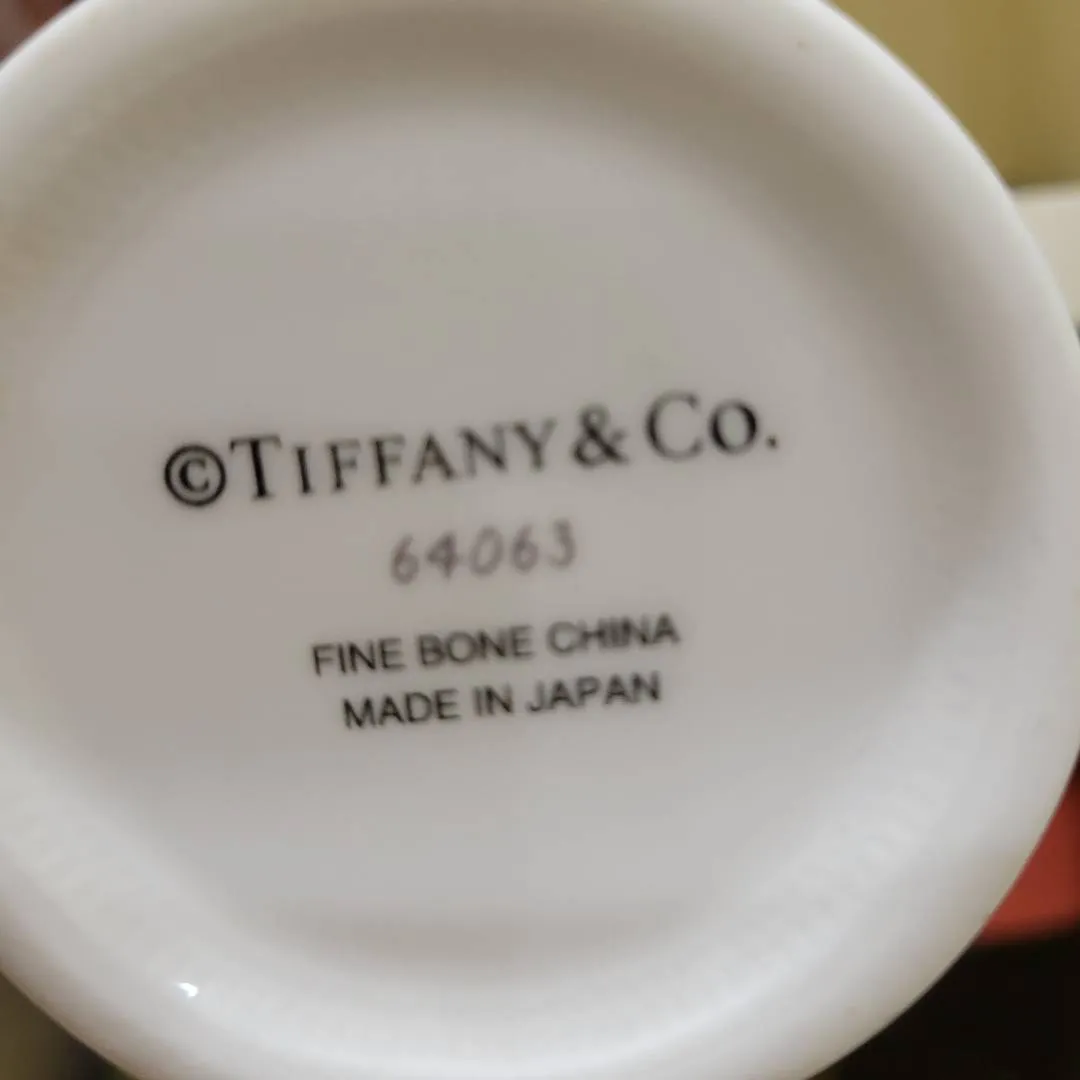 ©TIFFANY & CO.
64063
FINE BONE CHINA
MADE IN JAPAN